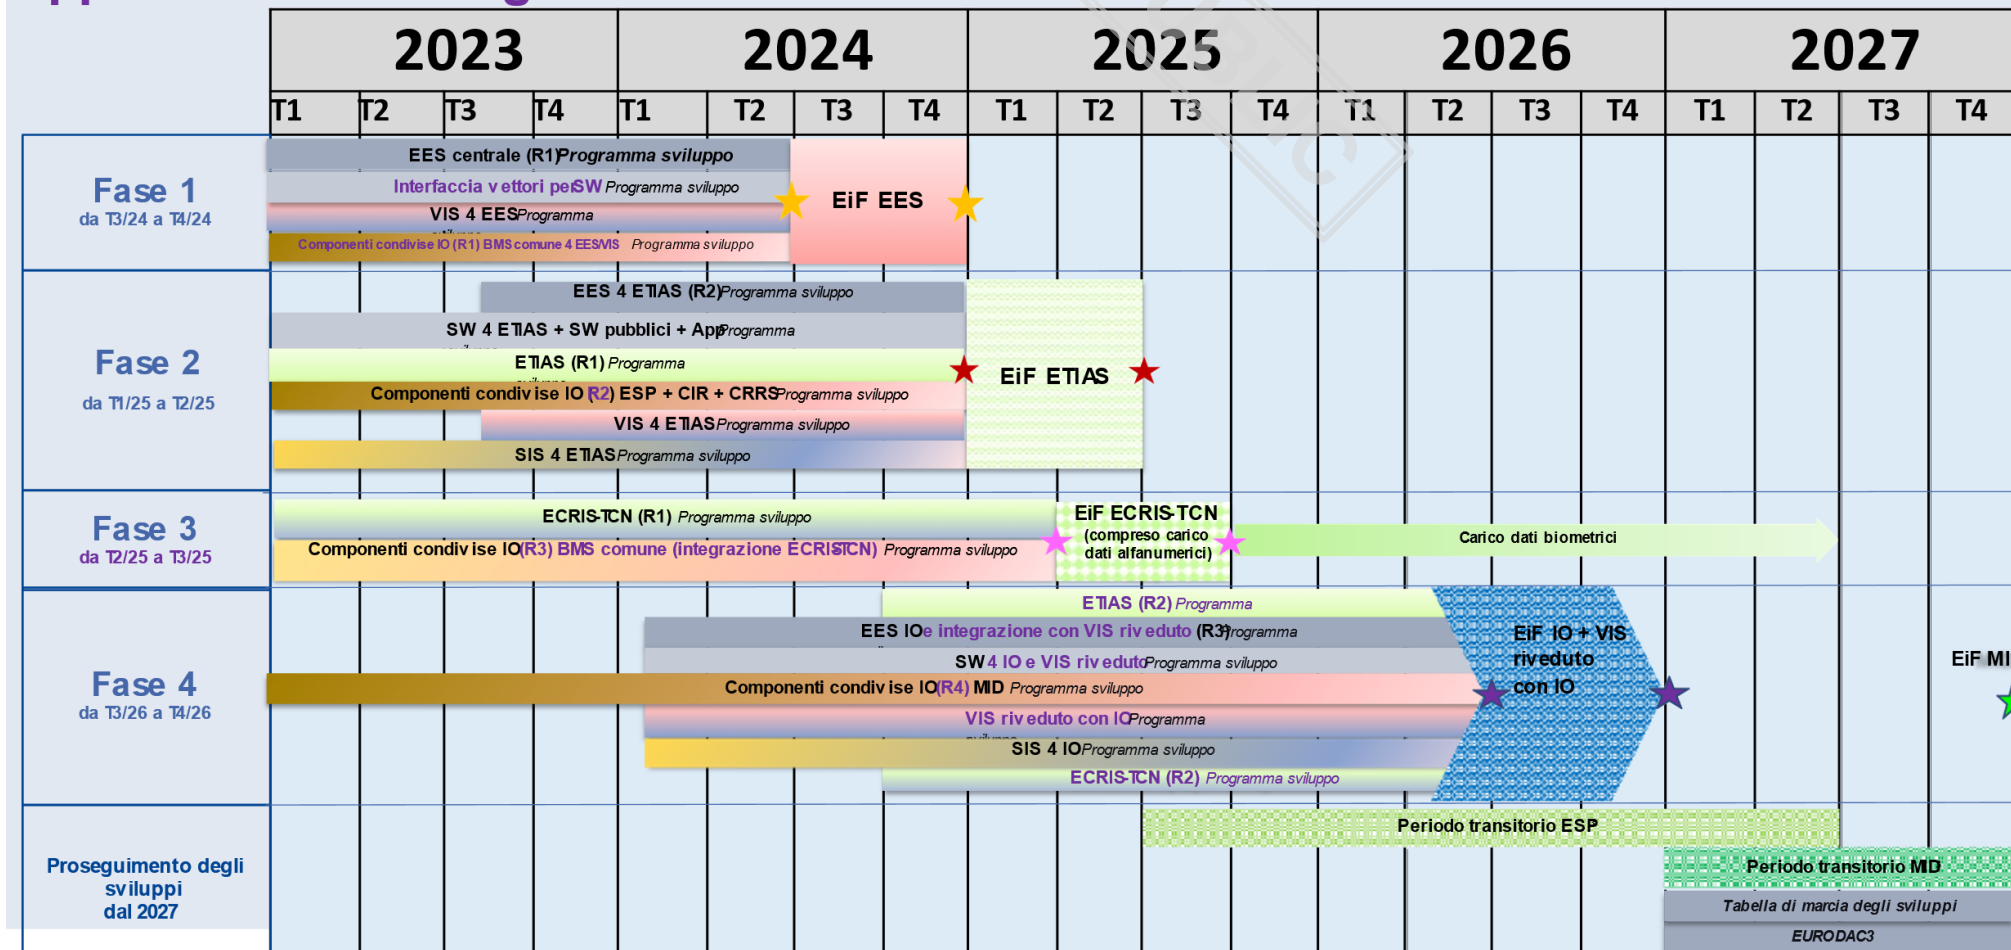 2023 2024 2025 2026 2027
T1 T2 T3 T4 T1 T2 T3 T4 T1 T2 T3 T4 T1 T2 T3 T4 T1 T2 T3 T4
Fase 1
da T3/24 a T4/24
EES centrale (R1) Programma sviluppo
Interfaccia vettori per SW Programma sviluppo
VIS 4 EES Programma
Componenti condivise IO (R1) BMS comune 4 EES/VIS Programma sviluppo
EiF EES
Fase 2
da T1/25 a T2/25
EES 4 ETIAS (R2) Programma sviluppo
SW 4 ETIAS + SW pubblici + App Programma
ETIAS (R1) Programma
Componenti condivise IO (R2) ESP + CIR + CRRS Programma sviluppo
VIS 4 ETIAS Programma sviluppo
SIS 4 ETIAS Programma sviluppo
EiF ETIAS
Fase 3
da T2/25 a T3/25
ECRIS-TCN (R1) Programma sviluppo
Componenti condivise IO (R3) BMS comune (integrazione ECRIS-TCN) Programma sviluppo
EiF ECRIS-TCN
(compreso carico
dati alfanumerici)
Carico dati biometrici
Fase 4
da T3/26 a T4/26
ETIAS (R2) Programma
EES IO e integrazione con VIS riveduto (R3) Programma
SW 4 IO e VIS riveduto Programma sviluppo
Componenti condivise IO (R4) MID Programma sviluppo
VIS riveduto con IO Programma
SIS 4 IO Programma sviluppo
ECRIS-TCN (R2) Programma sviluppo
EiF IO + VIS
riveduto
con IO
EiF MI
Proseguimento degli
sviluppi
dal 2027
Periodo transitorio ESP
Periodo transitorio MID
Tabella di marcia degli sviluppi
EURODAC3